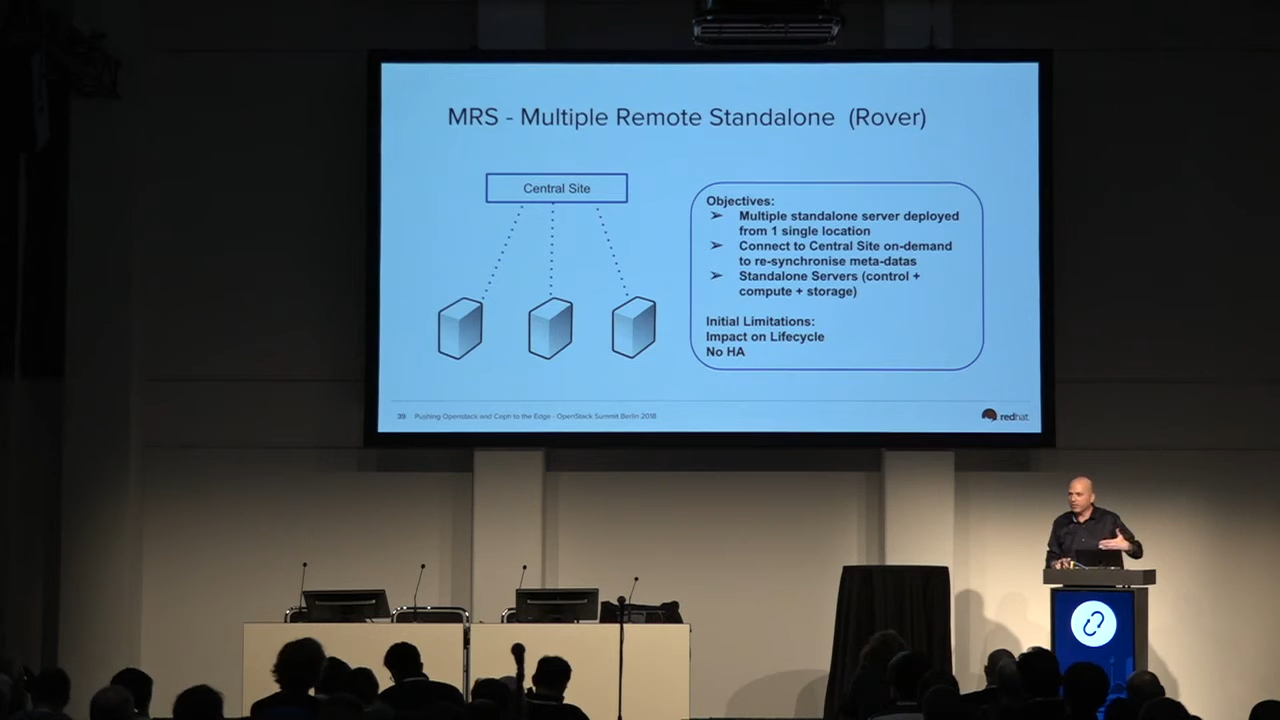 MRS - Multiple Remote Standalone (Rover)
Central Site
Objectives:
➢ Multiple standalone server deployed
from 1 single location
➢ Connect to Central Site on-demand
to re-synchronise meta-datas
➢ Standalone Servers (control +
compute + storage)
Initial Limitations:
Impact on Lifecycle
No HA
39 Pushing Openstack and Ceph to the Edge - OpenStack Summit Berlin 2018
redhat